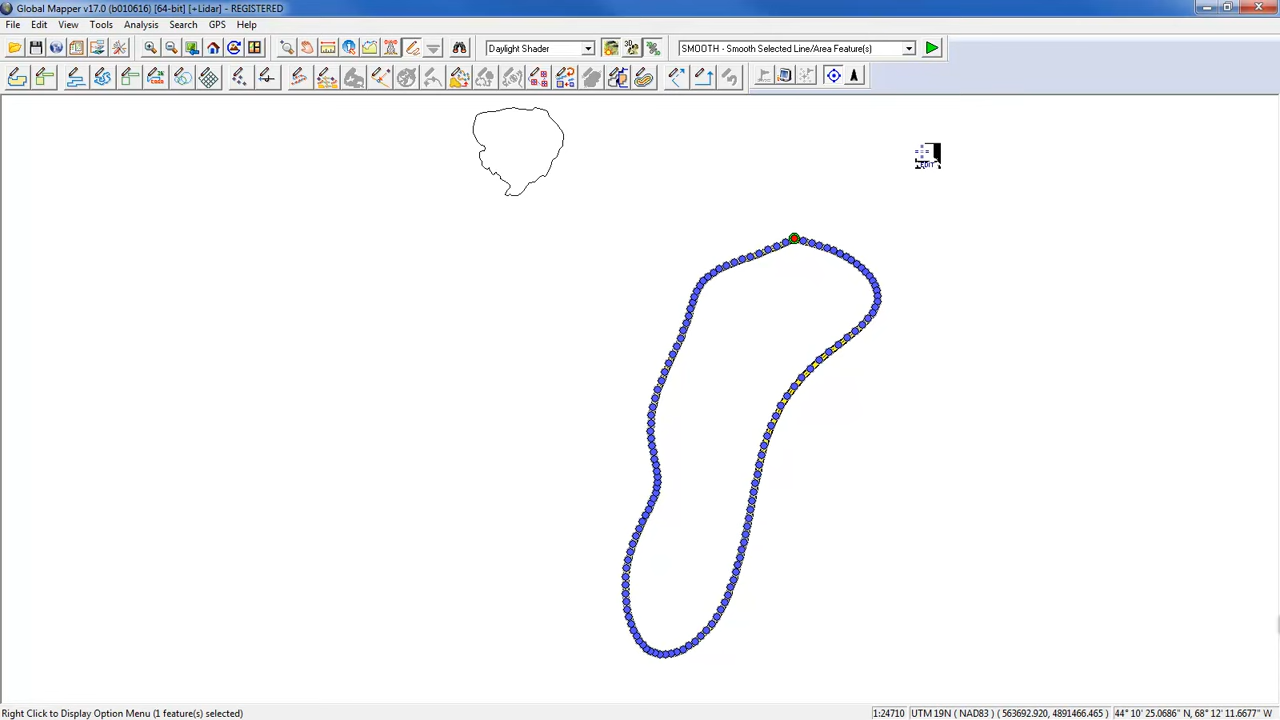 Global Mapper v17.0 (b010616) [64-bit] [+Lidar] - REGISTERED
File Edit View Tools Analysis Search GPS Help
Daylight Shader SMOOTH - Smooth Selected Line/Area Feature(s)
EDIT
Right Click to Display Option Menu (1 feature(s) selected) 1:24710 UTM 19N ( NAD83 ) ( 563692.920, 4891466.465 ) 44° 10' 25.0686" N, 68° 12' 11.6677" W